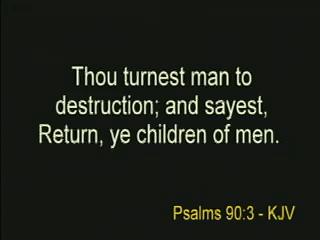 Thou turnest man to
destruction; and sayest,
Return, ye children of men.
Psalms 90:3 - KJV